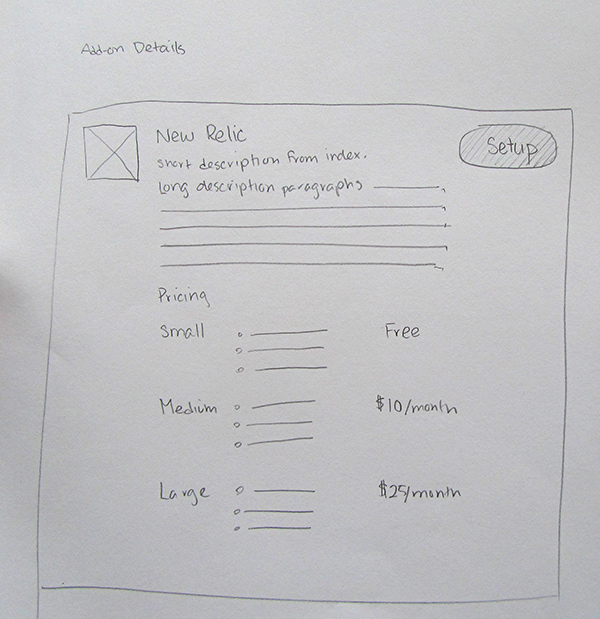 Add-on Details
New Relic
short description from index.
Setup
Long description paragraphs
Pricing
Small Free
Medium $10/month
Large $25/month